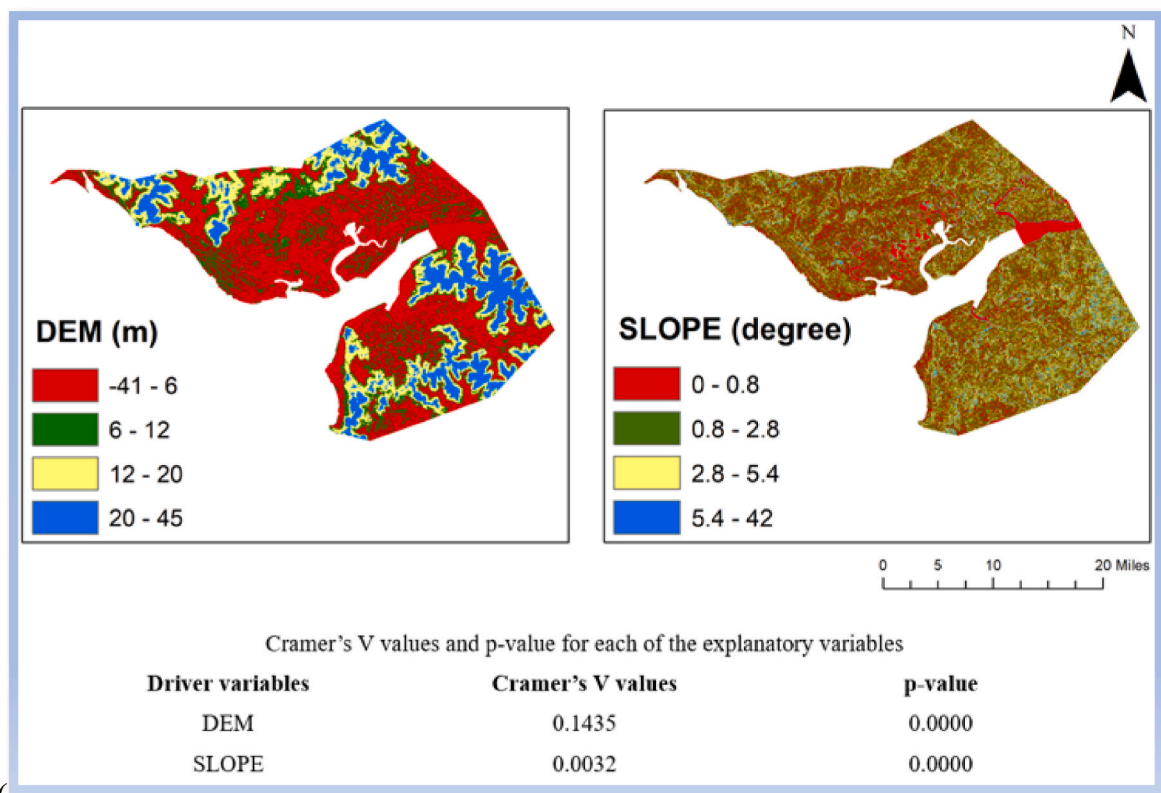 N
DEM (m)
-41 - 6
6 - 12
12 - 20
20 - 45
SLOPE (degree)
0 - 0.8
0.8 - 2.8
2.8 - 5.4
5.4 - 42
0 5 10 20 Miles
Cramer’s V values and p-value for each of the explanatory variables
Driver variables Cramer’s V values p-value
DEM 0.1435 0.0000
SLOPE 0.0032 0.0000
(